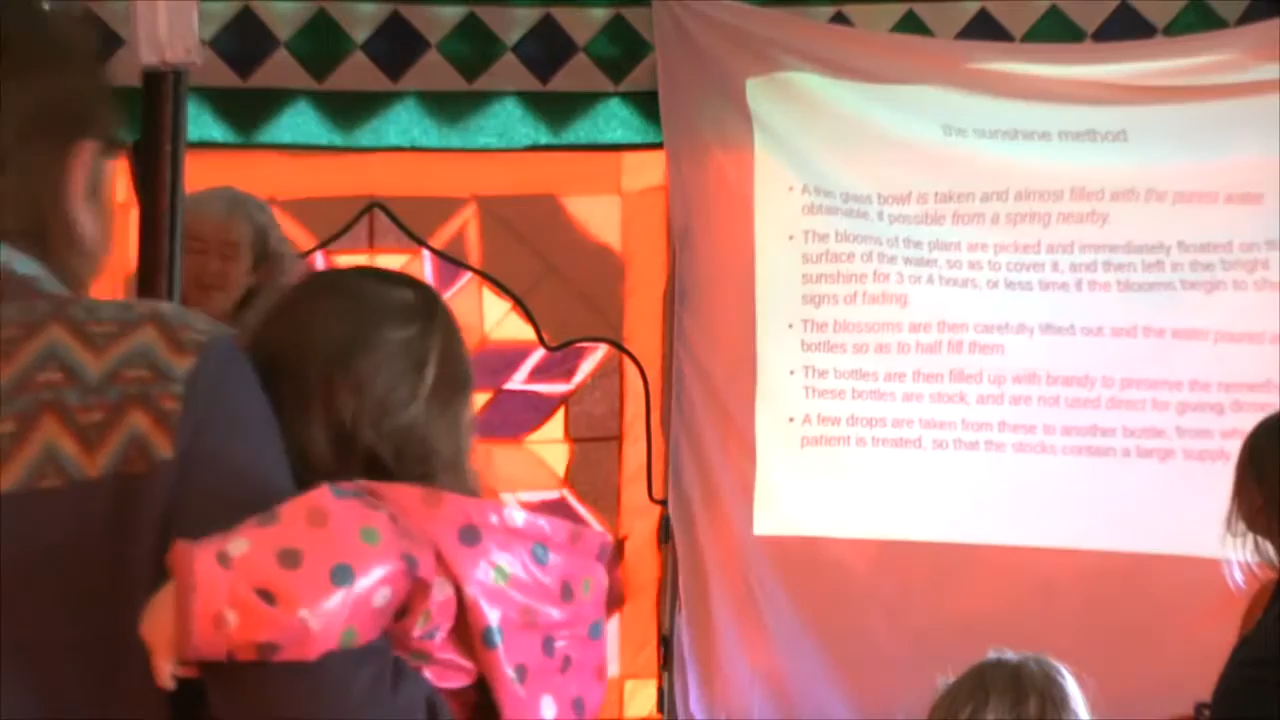 the sunshine method
• A thin glass bowl is taken and almost filled with the purest water
obtainable, if possible from a spring nearby.
• The blooms of the plant are picked and immediately floated on
surface of the water, so as to cover it, and then left in the bright
sunshine for 3 or 4 hours, or less time if the blooms begin to
signs of fading.
• The blossoms are then carefully lifted out and the water poured
bottles so as to half fill them.
• The bottles are then filled up with brandy to preserve the
These bottles are stock, and are not used direct for giving
• A few drops are taken from these to another bottle, from
patient is treated, so that the stocks contain a large supply